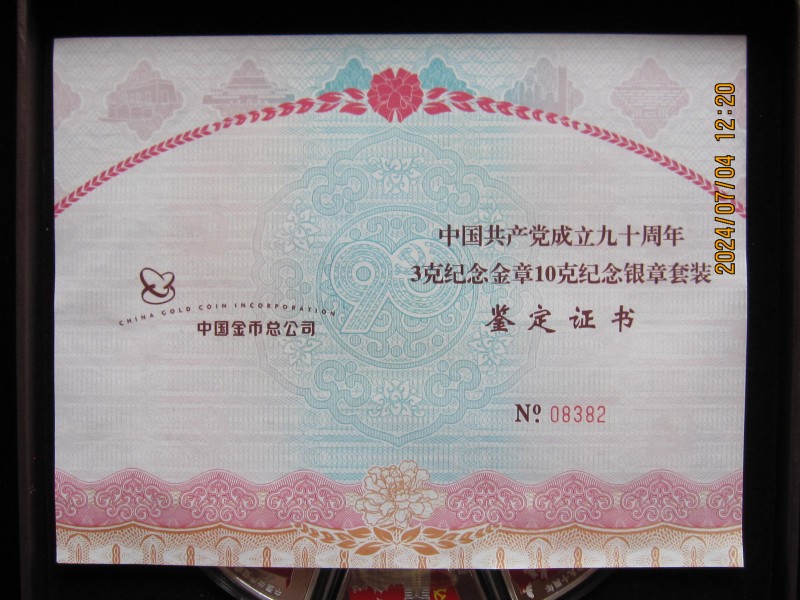 中国共产党成立九十周年
3克纪念金章10克纪念银章套装
鉴定证书
CHINA GOLD COIN INCORPORATION
中国金币总公司
Nº. 08382
90
2024/07/04 12:20